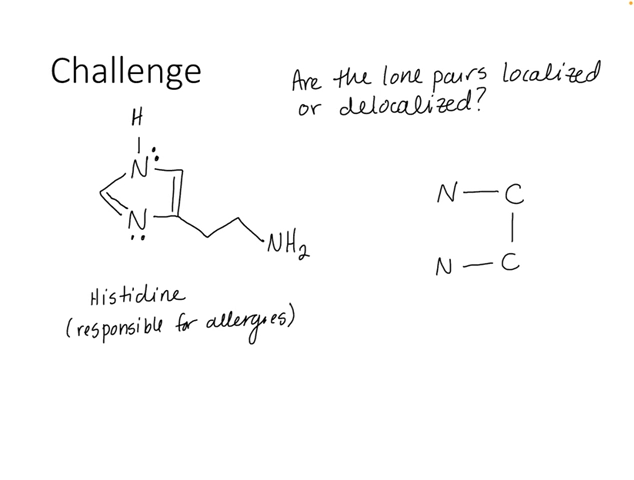 Challenge
Are the lone pairs localized
or delocalized?
H
N
N
NH2
N C
N C
Histidine
(responsible for allergies)